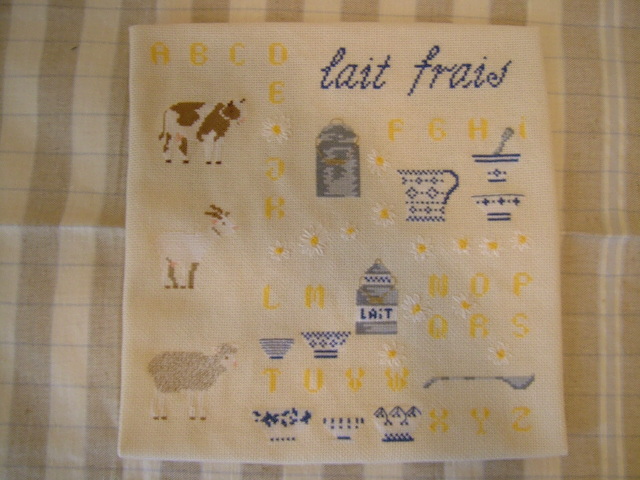 lait frais
A B C D
E
F G H i
J
K
L M N O P
LAiT
Q R S
T U V W
X Y Z